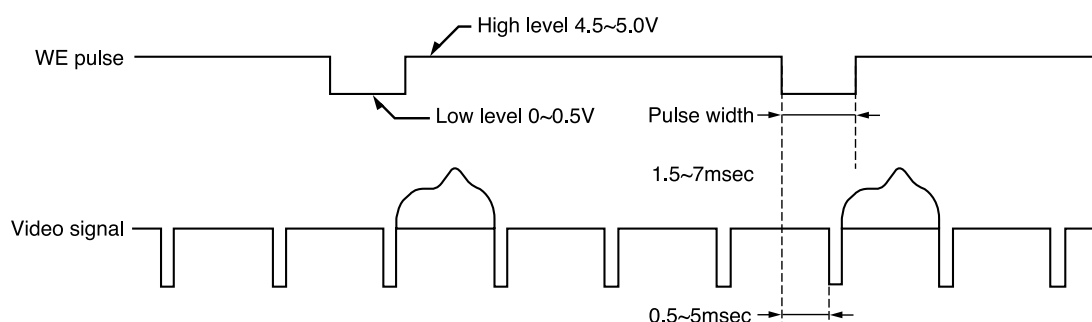 High level 4.5~5.0V
WE pulse
Low level 0~0.5V
Pulse width
1.5~7msec
Video signal
0.5~5msec